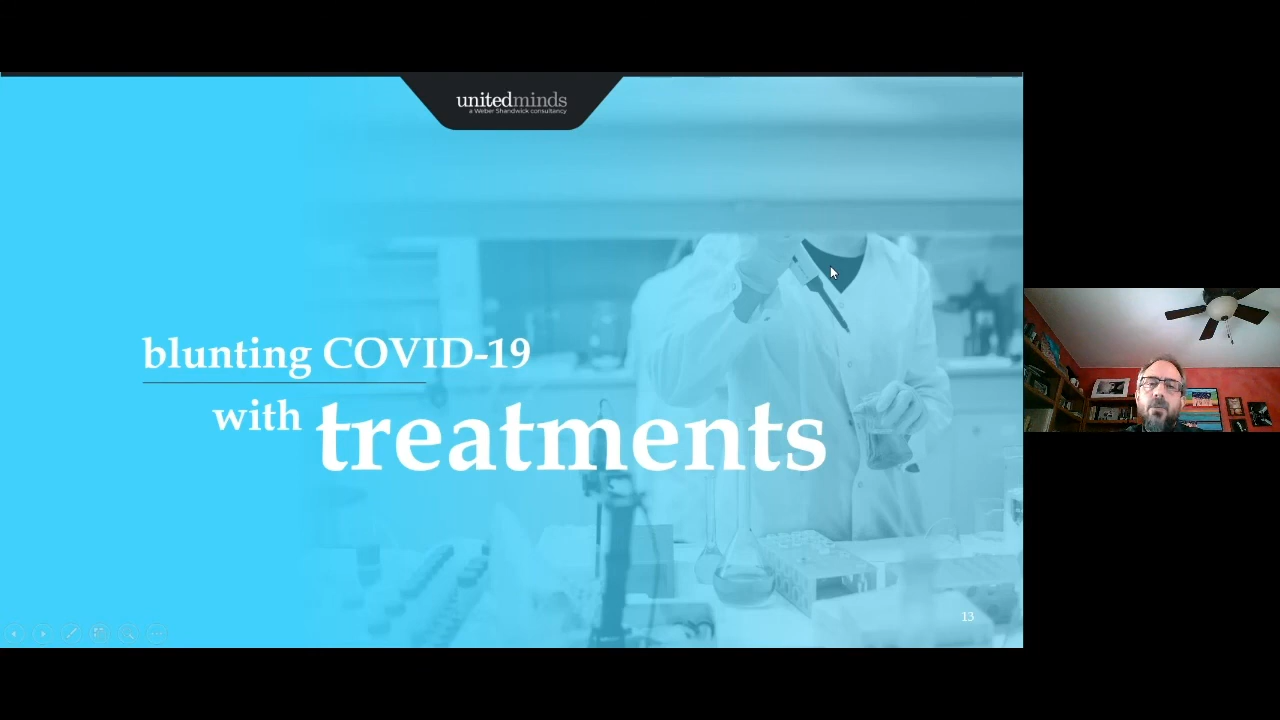 unitedminds
a Weber Shandwick consultancy
blunting COVID-19
with treatments
13